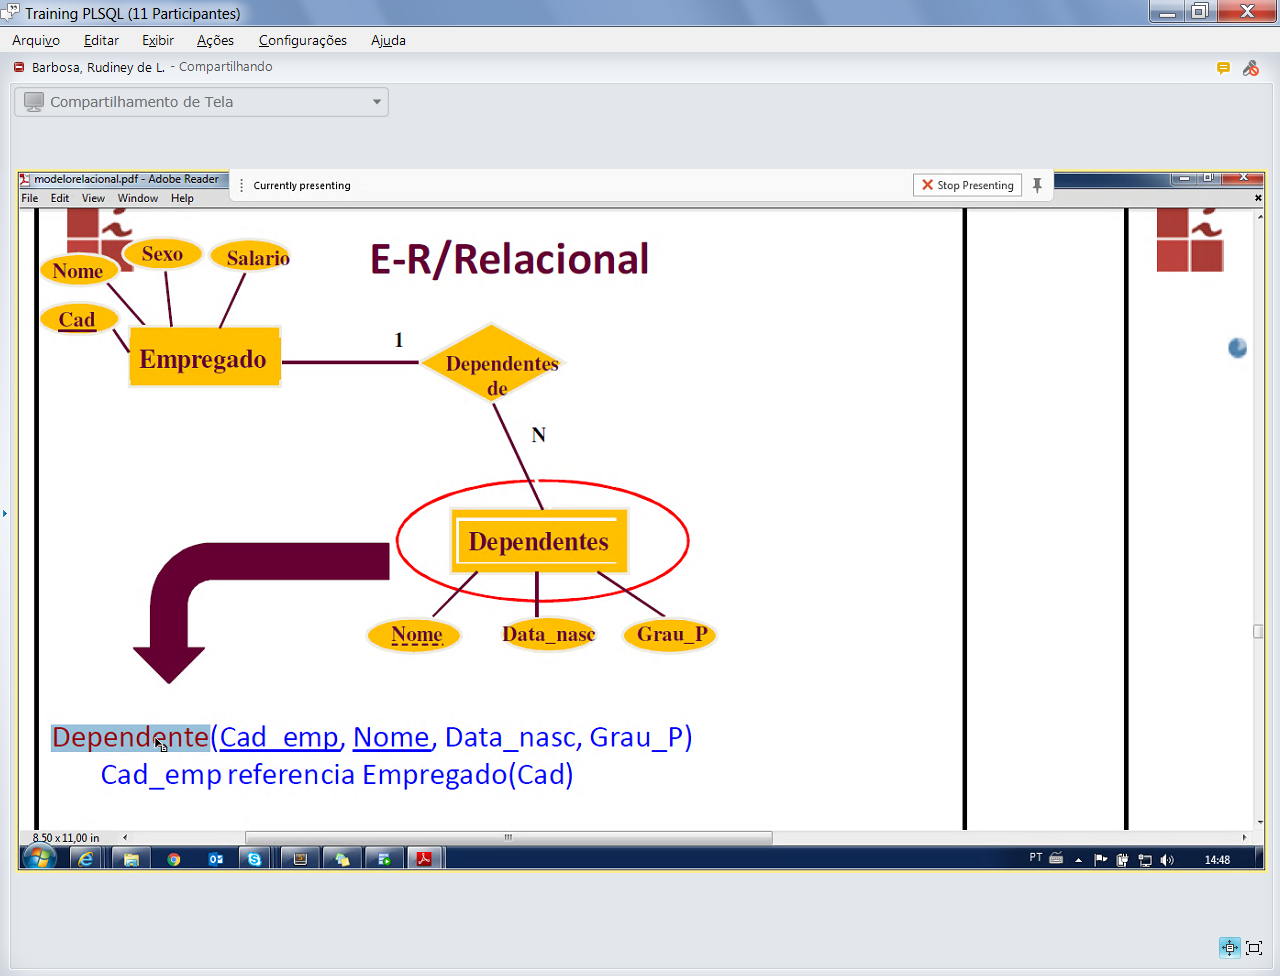 Training PLSQL (11 Participantes)
Arquivo Editar Exibir Ações Configurações Ajuda
Barbosa, Rudiney de L. - Compartilhando
Compartilhamento de Tela
modelorelacional.pdf - Adobe Reader
Currently presenting
Stop Presenting
File Edit View Window Help
E-R/Relacional
Nome
Sexo
Salario
Cad
Empregado
1
Dependentes
de
N
Dependentes
Nome
Data_nasc
Grau_P
Dependente(Cad_emp, Nome, Data_nasc, Grau_P)
Cad_emp referencia Empregado(Cad)
8,50 x 11,00 in
PT
14:48